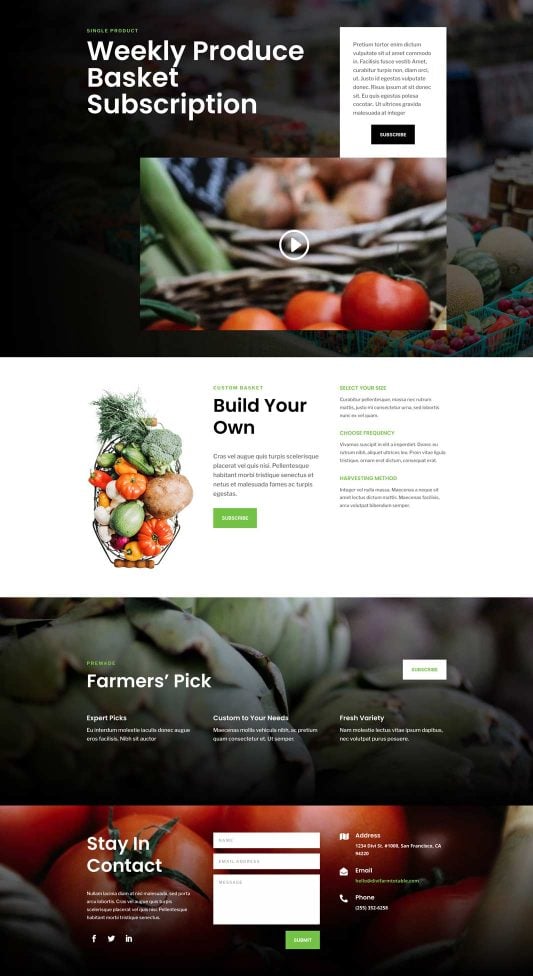 SINGLE PRODUCT
Weekly Produce
Basket
Subscription
Pretium tortor enim dictum
vulputate sit ut amet commodo
in. Facilisis fusce vestib Amet,
curabitur turpis non, diam orci,
ut. Justo id egestas vulputate
donec. Risus ipsum at sit donec
sit. Eu quis egestas polesa
cocotar. Ut ultrices gravida
malesuada at integer
SUBSCRIBE
CUSTOM BASKET
Build Your
Own
Cras vel augue quis turpis scelerisque
placerat vel quis nisi. Pellentesque
habitant morbi tristique senectus et
netus et malesuada fames ac turpis
egestas.
SUBSCRIBE
SELECT YOUR SIZE
Curabitur pellentesque, massa nec rutrum
mattis, justo mi consectetur urna, sed lobortis
nunc ex vel quam.
CHOOSE FREQUENCY
Vivamus suscipit in elit a imperdiet. Donec eu
rutrum nibh, aliquet ultrices leo. Proin vitae ligula
tristique, ornare erat dictum, consequat erat.
HARVESTING METHOD
Integer vel nulla massa. Maecenas a neque sit
amet lectus dictum mattis. Maecenas facilisis,
arcu volutpat bibendum semper.
PREMADE
Farmers' Pick
SUBSCRIBE
Expert Picks
Eu interdum molestie iaculis donec augue
eros facilisis. Nibh sit auctor
Custom to Your Needs
Maecenas mollis vehicula nibh, ac pretium
quam consectetur et. Ut semper.
Fresh Variety
Nam molestie lectus vitae ipsum dapibus,
nec volutpat purus posuere.
Stay In
Contact
Nullam lacinia diam at nisl malesuada, sed porta
arcu lobortis. Cras vel augue quis turpis
scelerisque placerat vel quis nisi. Pellentesque
habitant morbi tristique senectus.
NAME
EMAIL ADDRESS
MESSAGE
SUBMIT
Address
1234 Divi St. #1000, San Francisco, CA
94220
Email
hello@divifarmtotable.com
Phone
(255) 352-6258